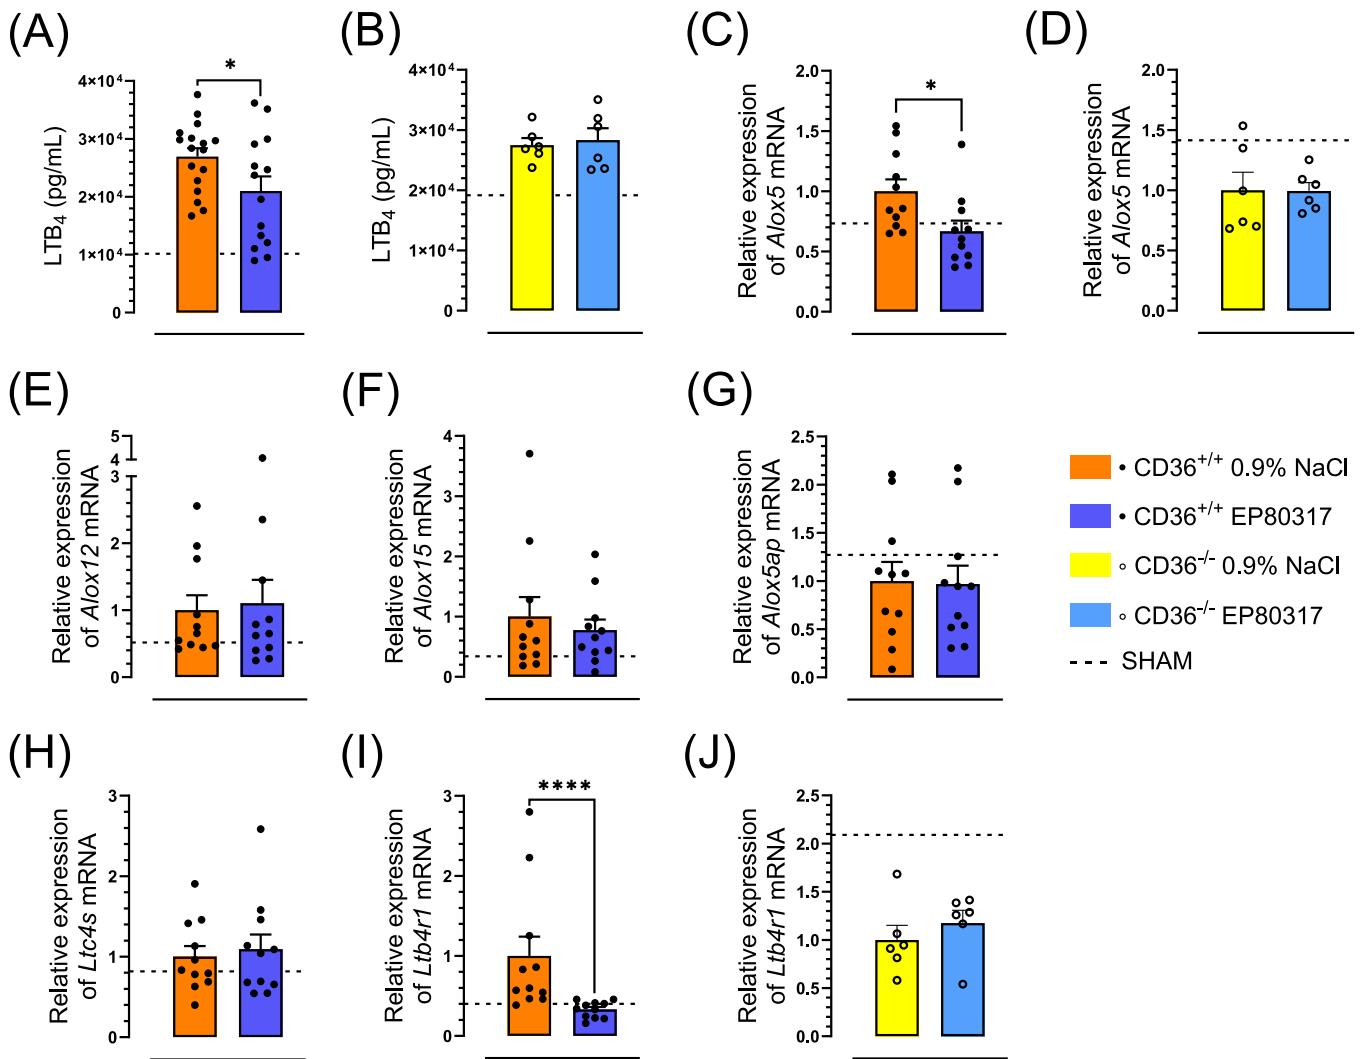 (A)
LTB4 (pg/mL)
4×10⁴
3×10⁴
2×10⁴
1×10⁴
0
*
(B)
LTB4 (pg/mL)
4×10⁴
3×10⁴
2×10⁴
1×10⁴
0
(C)
Relative expression
of Alox5 mRNA
2.0
1.5
1.0
0.5
0.0
*
(D)
Relative expression
of Alox5 mRNA
2.0
1.5
1.0
0.5
0.0
(E)
Relative expression
of Alox12 mRNA
5
4
3
2
1
0
(F)
Relative expression
of Alox15 mRNA
4
3
2
1
0
(G)
Relative expression
of Alox5ap mRNA
2.5
2.0
1.5
1.0
0.5
0.0
CD36+/+ 0.9% NaCl
CD36+/+ EP80317
CD36-/- 0.9% NaCl
CD36-/- EP80317
SHAM
(H)
Relative expression
of Ltc4s mRNA
3
2
1
0
(I)
Relative expression
of Ltb4r1 mRNA
3
2
1
0
****
(J)
Relative expression
of Ltb4r1 mRNA
2.5
2.0
1.5
1.0
0.5
0.0